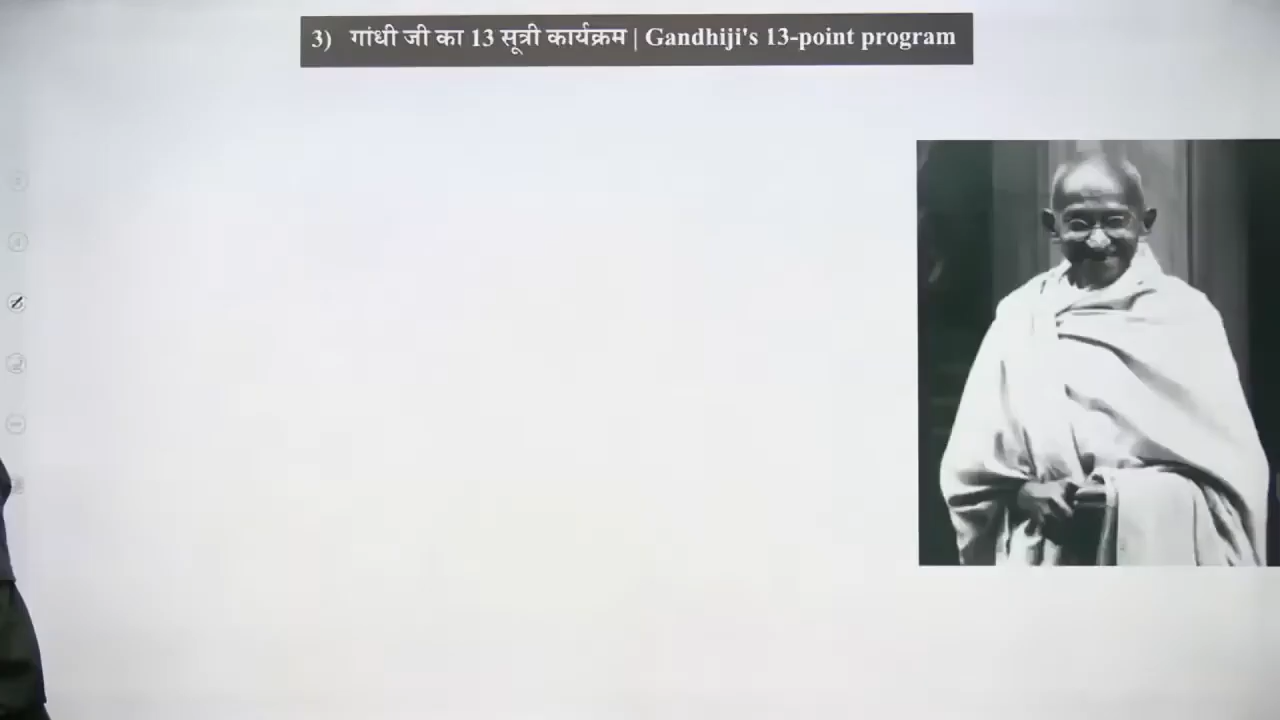 3) गांधी जी का 13 सूत्री कार्यक्रम | Gandhiji's 13-point program